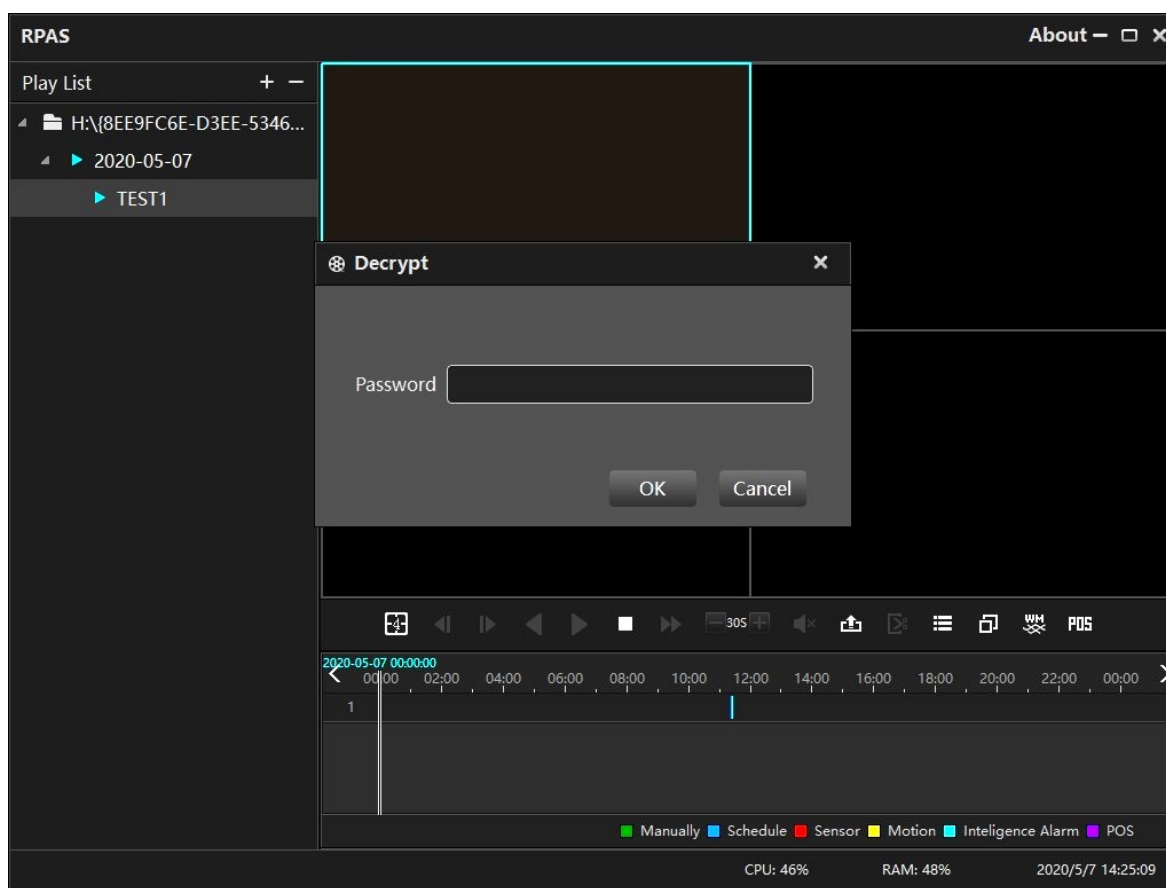 RPAS
About
Play List
H:\{8EE9FC6E-D3EE-5346...
2020-05-07
TEST1
Decrypt
Password
OK
Cancel
4
30S
WM
POS
2020-05-07 00:00:00
00:00 02:00 04:00 06:00 08:00 10:00 12:00 14:00 16:00 18:00 20:00 22:00 00:00
1
Manually Schedule Sensor Motion Inteligence Alarm POS
CPU: 46% RAM: 48% 2020/5/7 14:25:09